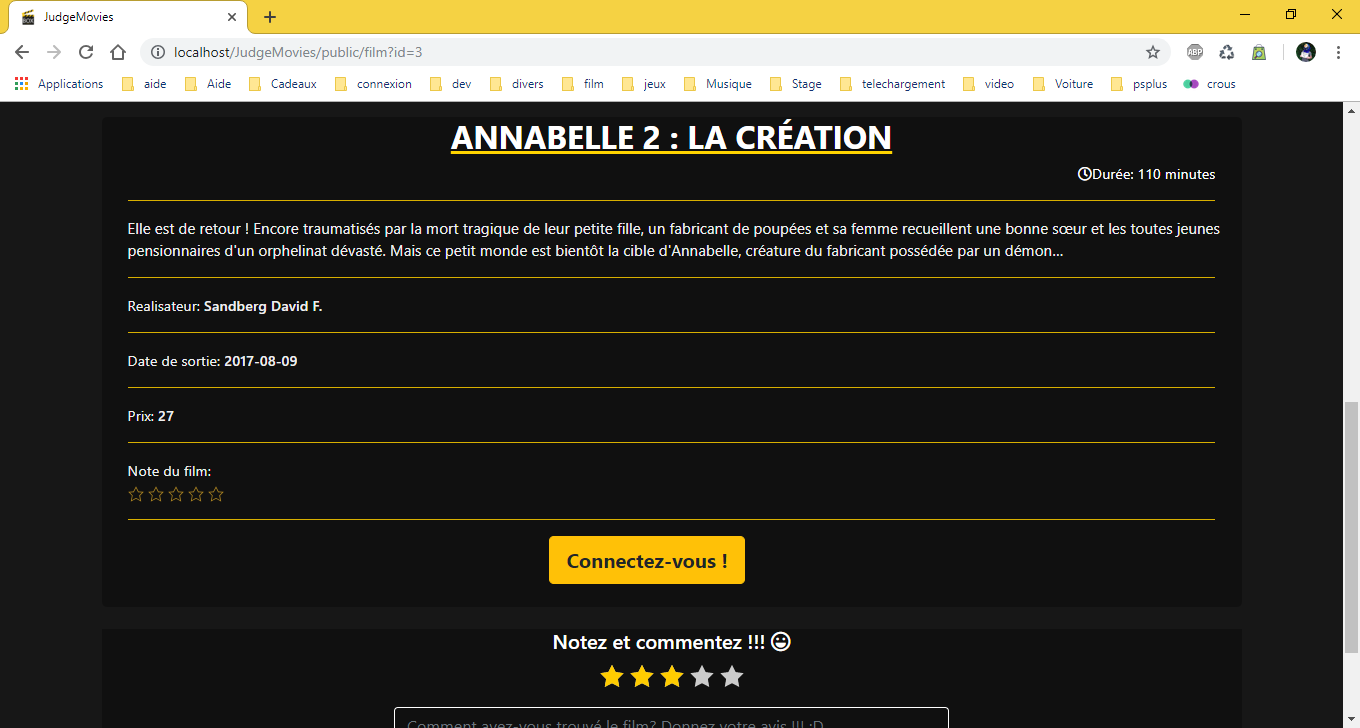 JudgeMovies
localhost/JudgeMovies/public/film?id=3
ABP
Applications aide Aide Cadeaux connexion dev divers film jeux Musique Stage telechargement video Voiture psplus crous
ANNABELLE 2 : LA CRÉATION
Durée: 110 minutes
Elle est de retour ! Encore traumatisés par la mort tragique de leur petite fille, un fabricant de poupées et sa femme recueillent une bonne sœur et les toutes jeunes
pensionnaires d'un orphelinat dévasté. Mais ce petit monde est bientôt la cible d'Annabelle, créature du fabricant possédée par un démon...
Realisateur: Sandberg David F.
Date de sortie: 2017-08-09
Prix: 27
Note du film:
Connectez-vous !
Notez et commentez !!!
Comment avez-vous trouvé le film? Donnez votre avis !!! :D